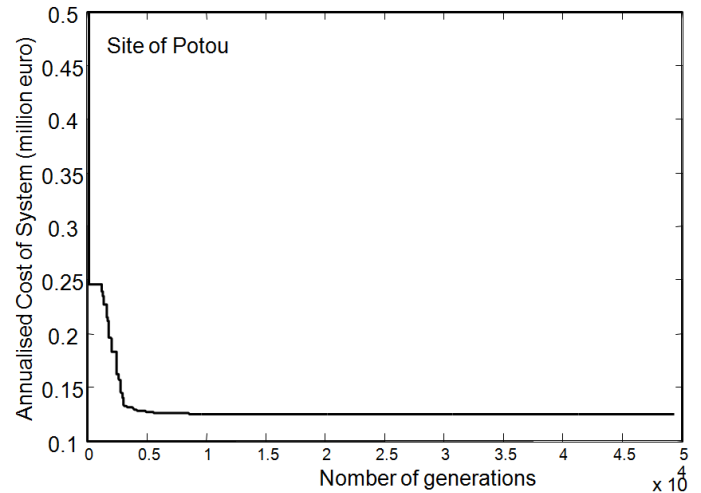 Site of Potou
Annualised Cost of System (million euro)
0.5
0.45
0.4
0.35
0.3
0.25
0.2
0.15
0.1
0 0.5 1 1.5 2 2.5 3 3.5 4 4.5 5
Nomber of generations
x 10 4